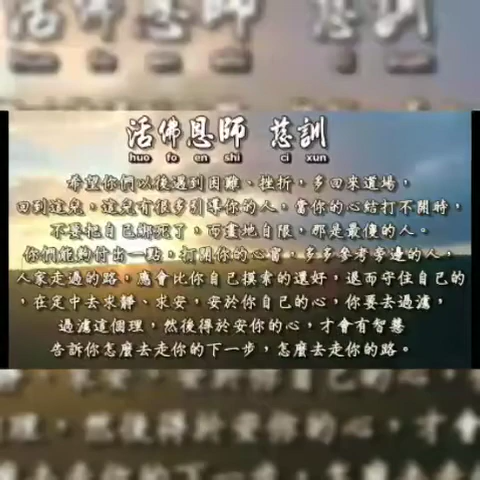 活佛恩師 慈訓
huo fo en shi ci xun
希望你們以後遇到困難、挫折，多回來道場，
回到這兒，這兒有很多引導你的人，當你的心結打不開時，
不要把自己綁死了，而畫地自限，那是最傻的人。
你們能夠付出一點，打開你的心窗，多多參考旁邊的人，
人家走過的路，應會比你自己摸索的還好，退而守住自己的
，在定中去求靜、求安，安於你自己的心，你要去過濾，
過濾這個理，然後得於安你的心，才會有智慧
告訴你怎麼去走你的下一步，怎麼去走你的路。